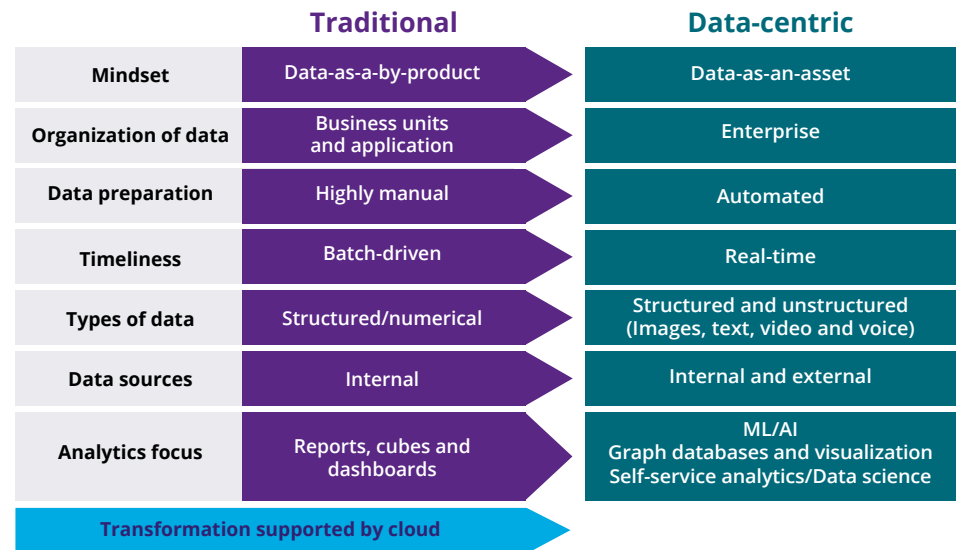 Traditional
Data-centric
Mindset
Data-as-a-by-product
Data-as-an-asset
Organization of data
Business units
and application
Enterprise
Data preparation
Highly manual
Automated
Timeliness
Batch-driven
Real-time
Types of data
Structured/numerical
Structured and unstructured
(Images, text, video and voice)
Data sources
Internal
Internal and external
Analytics focus
Reports, cubes and
dashboards
ML/AI
Graph databases and visualization
Self-service analytics/Data science
Transformation supported by cloud